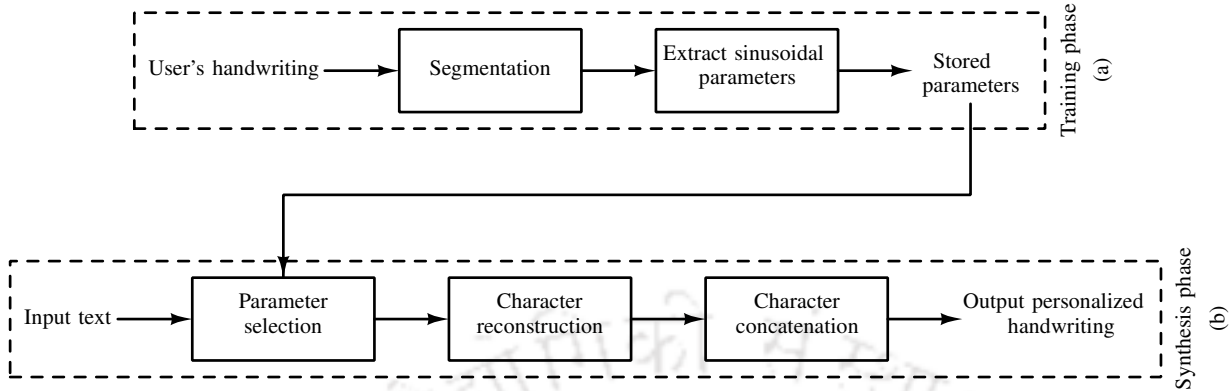 User's handwriting
Segmentation
Extract sinusoidal
parameters
Stored
parameters
Training phase
(a)
Input text
Parameter
selection
Character
reconstruction
Character
concatenation
Output personalized
handwriting
Synthesis phase
(b)